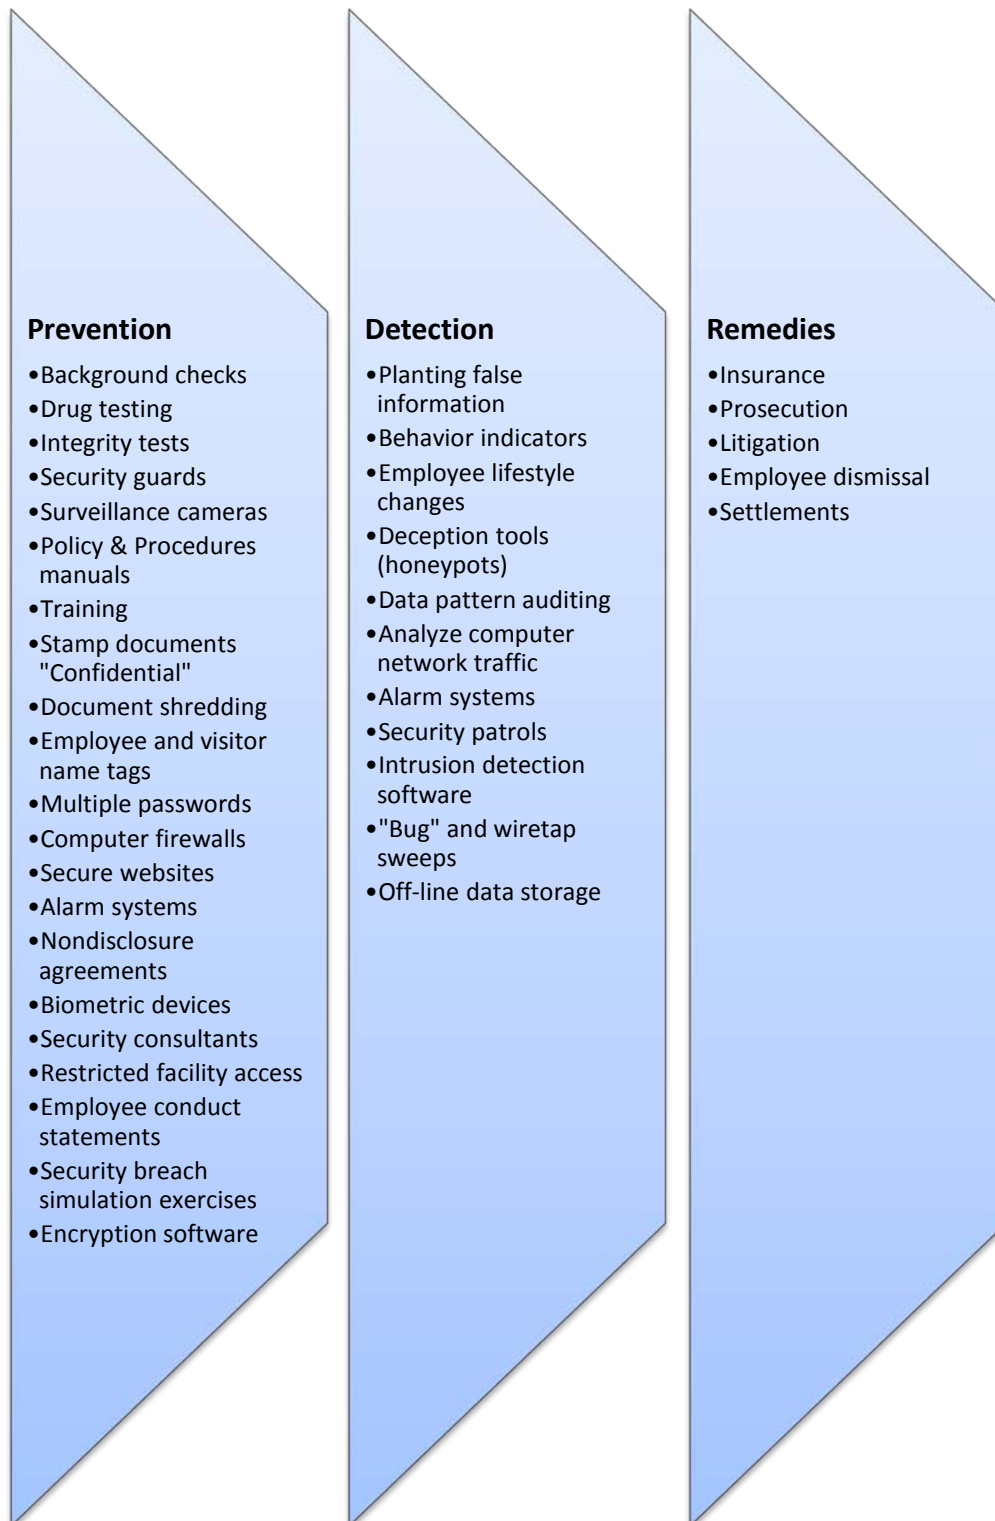 Prevention
•Background checks
•Drug testing
•Integrity tests
•Security guards
•Surveillance cameras
•Policy & Procedures
manuals
•Training
•Stamp documents
"Confidential"
•Document shredding
•Employee and visitor
name tags
•Multiple passwords
•Computer firewalls
•Secure websites
•Alarm systems
•Nondisclosure
agreements
•Biometric devices
•Security consultants
•Restricted facility access
•Employee conduct
statements
•Security breach
simulation exercises
•Encryption software
Detection
•Planting false
information
•Behavior indicators
•Employee lifestyle
changes
•Deception tools
(honeypots)
•Data pattern auditing
•Analyze computer
network traffic
•Alarm systems
•Security patrols
•Intrusion detection
software
•"Bug" and wiretap
sweeps
•Off-line data storage
Remedies
•Insurance
•Prosecution
•Litigation
•Employee dismissal
•Settlements